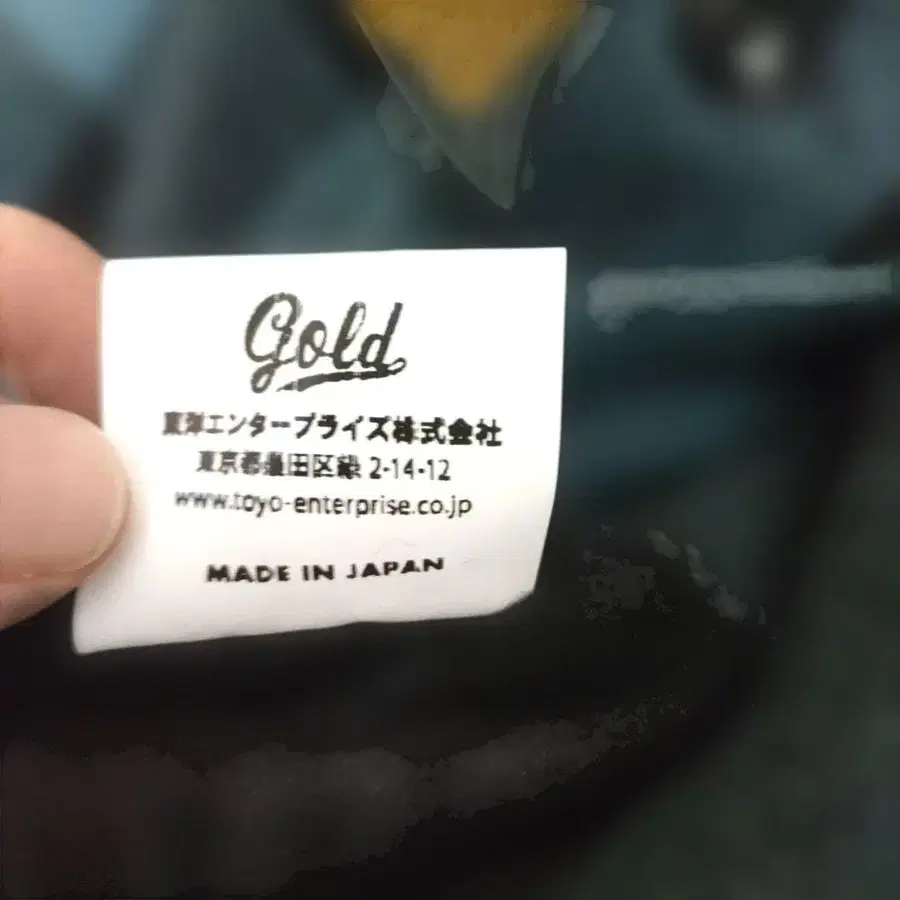 Gold
東洋エンタープライズ株式会社
東京都墨田区緑 2-14-12
www.toyo-enterprise.co.jp
MADE IN JAPAN